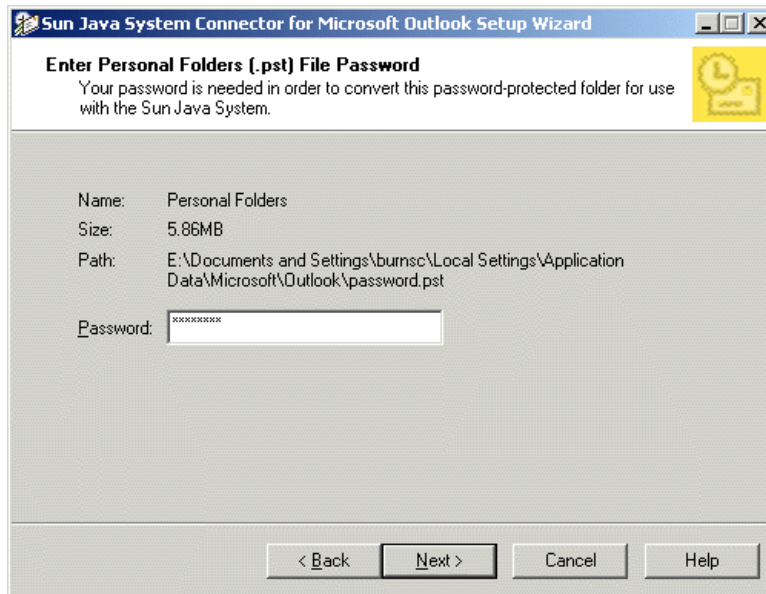 Sun Java System Connector for Microsoft Outlook Setup Wizard
Enter Personal Folders (.pst) File Password
Your password is needed in order to convert this password-protected folder for use
with the Sun Java System.
Name: Personal Folders
Size: 5.86MB
Path: E:\Documents and Settings\burnsc\Local Settings\Application
Data\Microsoft\Outlook\password.pst
Password: ********
< Back Next > Cancel Help